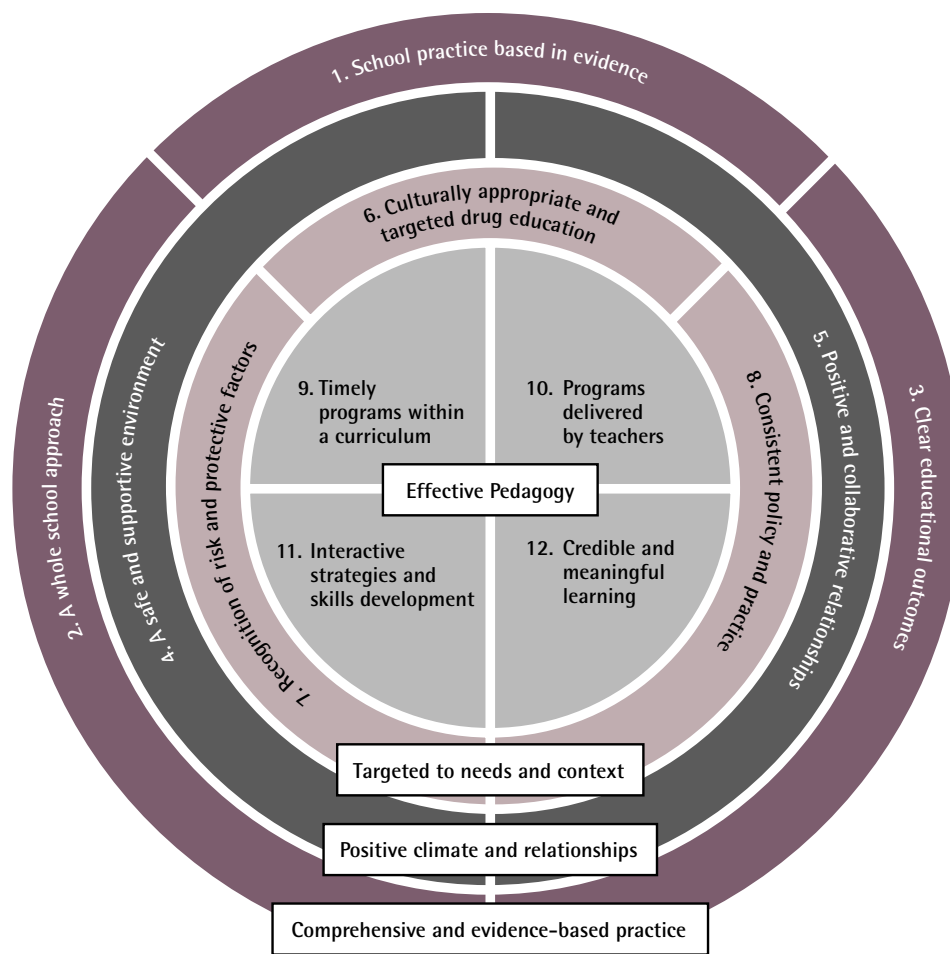 1. School practice based in evidence
2. A whole school approach
3. Clear educational outcomes
4. A safe and supportive environment
5. Positive and collaborative relationships
6. Culturally appropriate and
targeted drug education
7. Recognition of risk and protective factors
8. Consistent policy and practice
9. Timely
programs within
a curriculum
10. Programs
delivered
by teachers
Effective Pedagogy
11. Interactive
strategies and
skills development
12. Credible and
meaningful
learning
Targeted to needs and context
Positive climate and relationships
Comprehensive and evidence-based practice